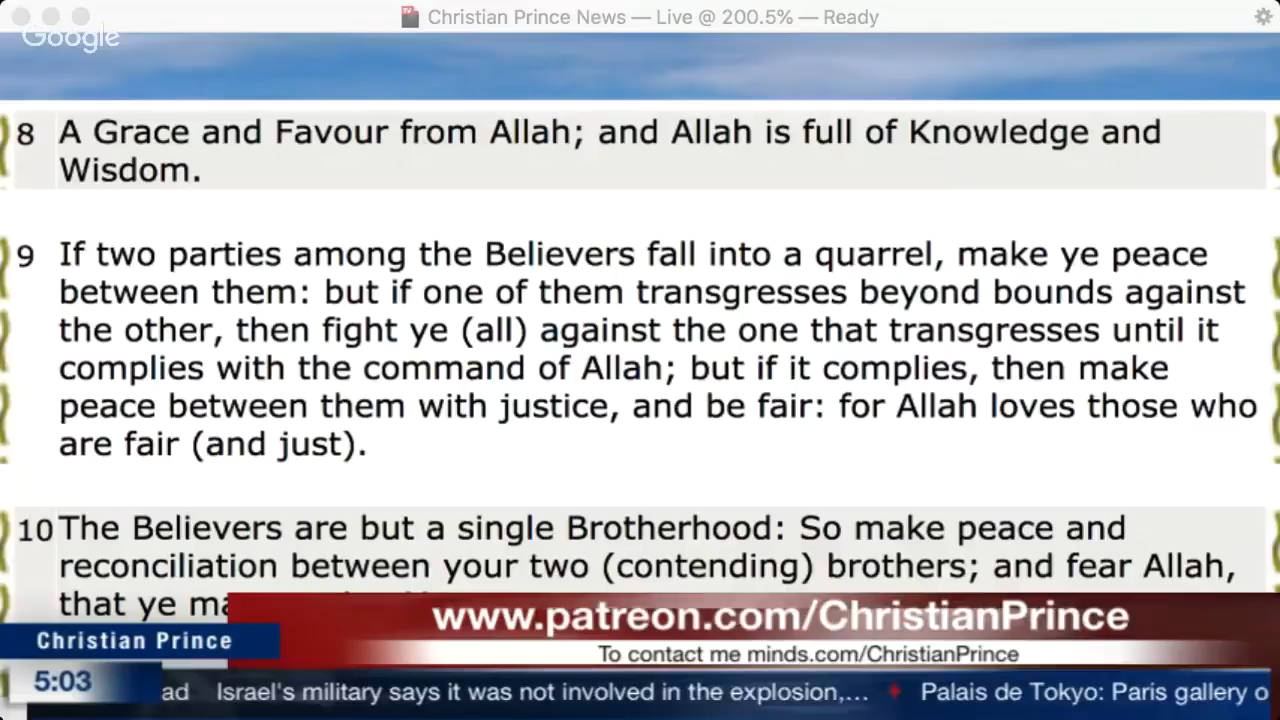 Christian Prince News — Live @ 200.5% — Ready
Google
8 A Grace and Favour from Allah; and Allah is full of Knowledge and
Wisdom.
9 If two parties among the Believers fall into a quarrel, make ye peace
between them: but if one of them transgresses beyond bounds against
the other, then fight ye (all) against the one that transgresses until it
complies with the command of Allah; but if it complies, then make
peace between them with justice, and be fair: for Allah loves those who
are fair (and just).
10 The Believers are but a single Brotherhood: So make peace and
reconciliation between your two (contending) brothers; and fear Allah,
that ye
www.patreon.com/ChristianPrince
Christian Prince
To contact me minds.com/ChristianPrince
5:03
ad Israel's military says it was not involved in the explosion,... Palais de Tokyo: Paris gallery o